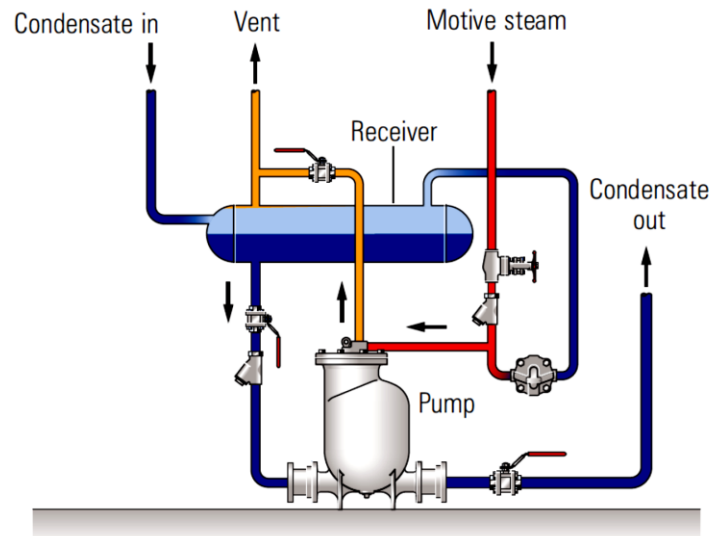 Condensate in
Vent
Motive steam
Receiver
Condensate
out
Pump